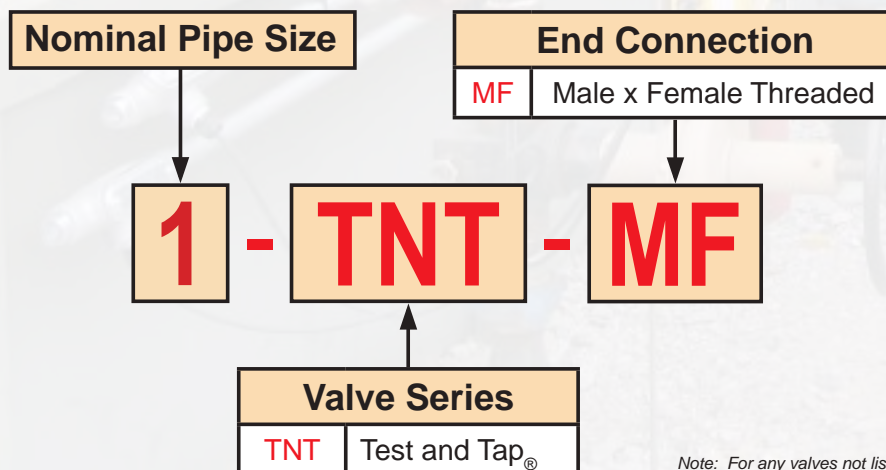 Nominal Pipe Size
End Connection
MF Male x Female Threaded
1 - TNT - MF
Valve Series
TNT Test and Tap®
Note: For any valves not